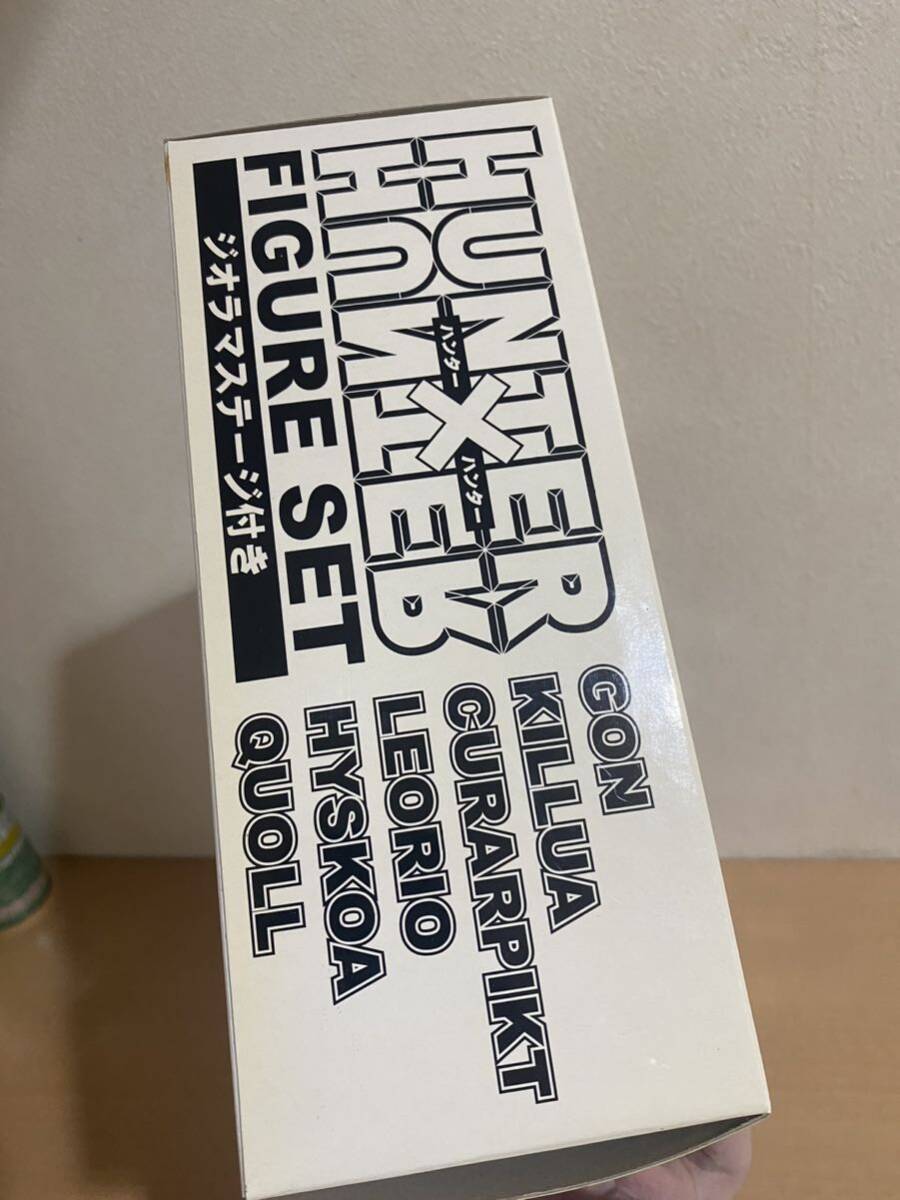 HUNTER
ハンター×ハンター
HUNTER
FIGURE SET
ジオラマステージ付き
GON
KILLUA
CURARPIKT
LEORIO
HYSKOA
QUOLL